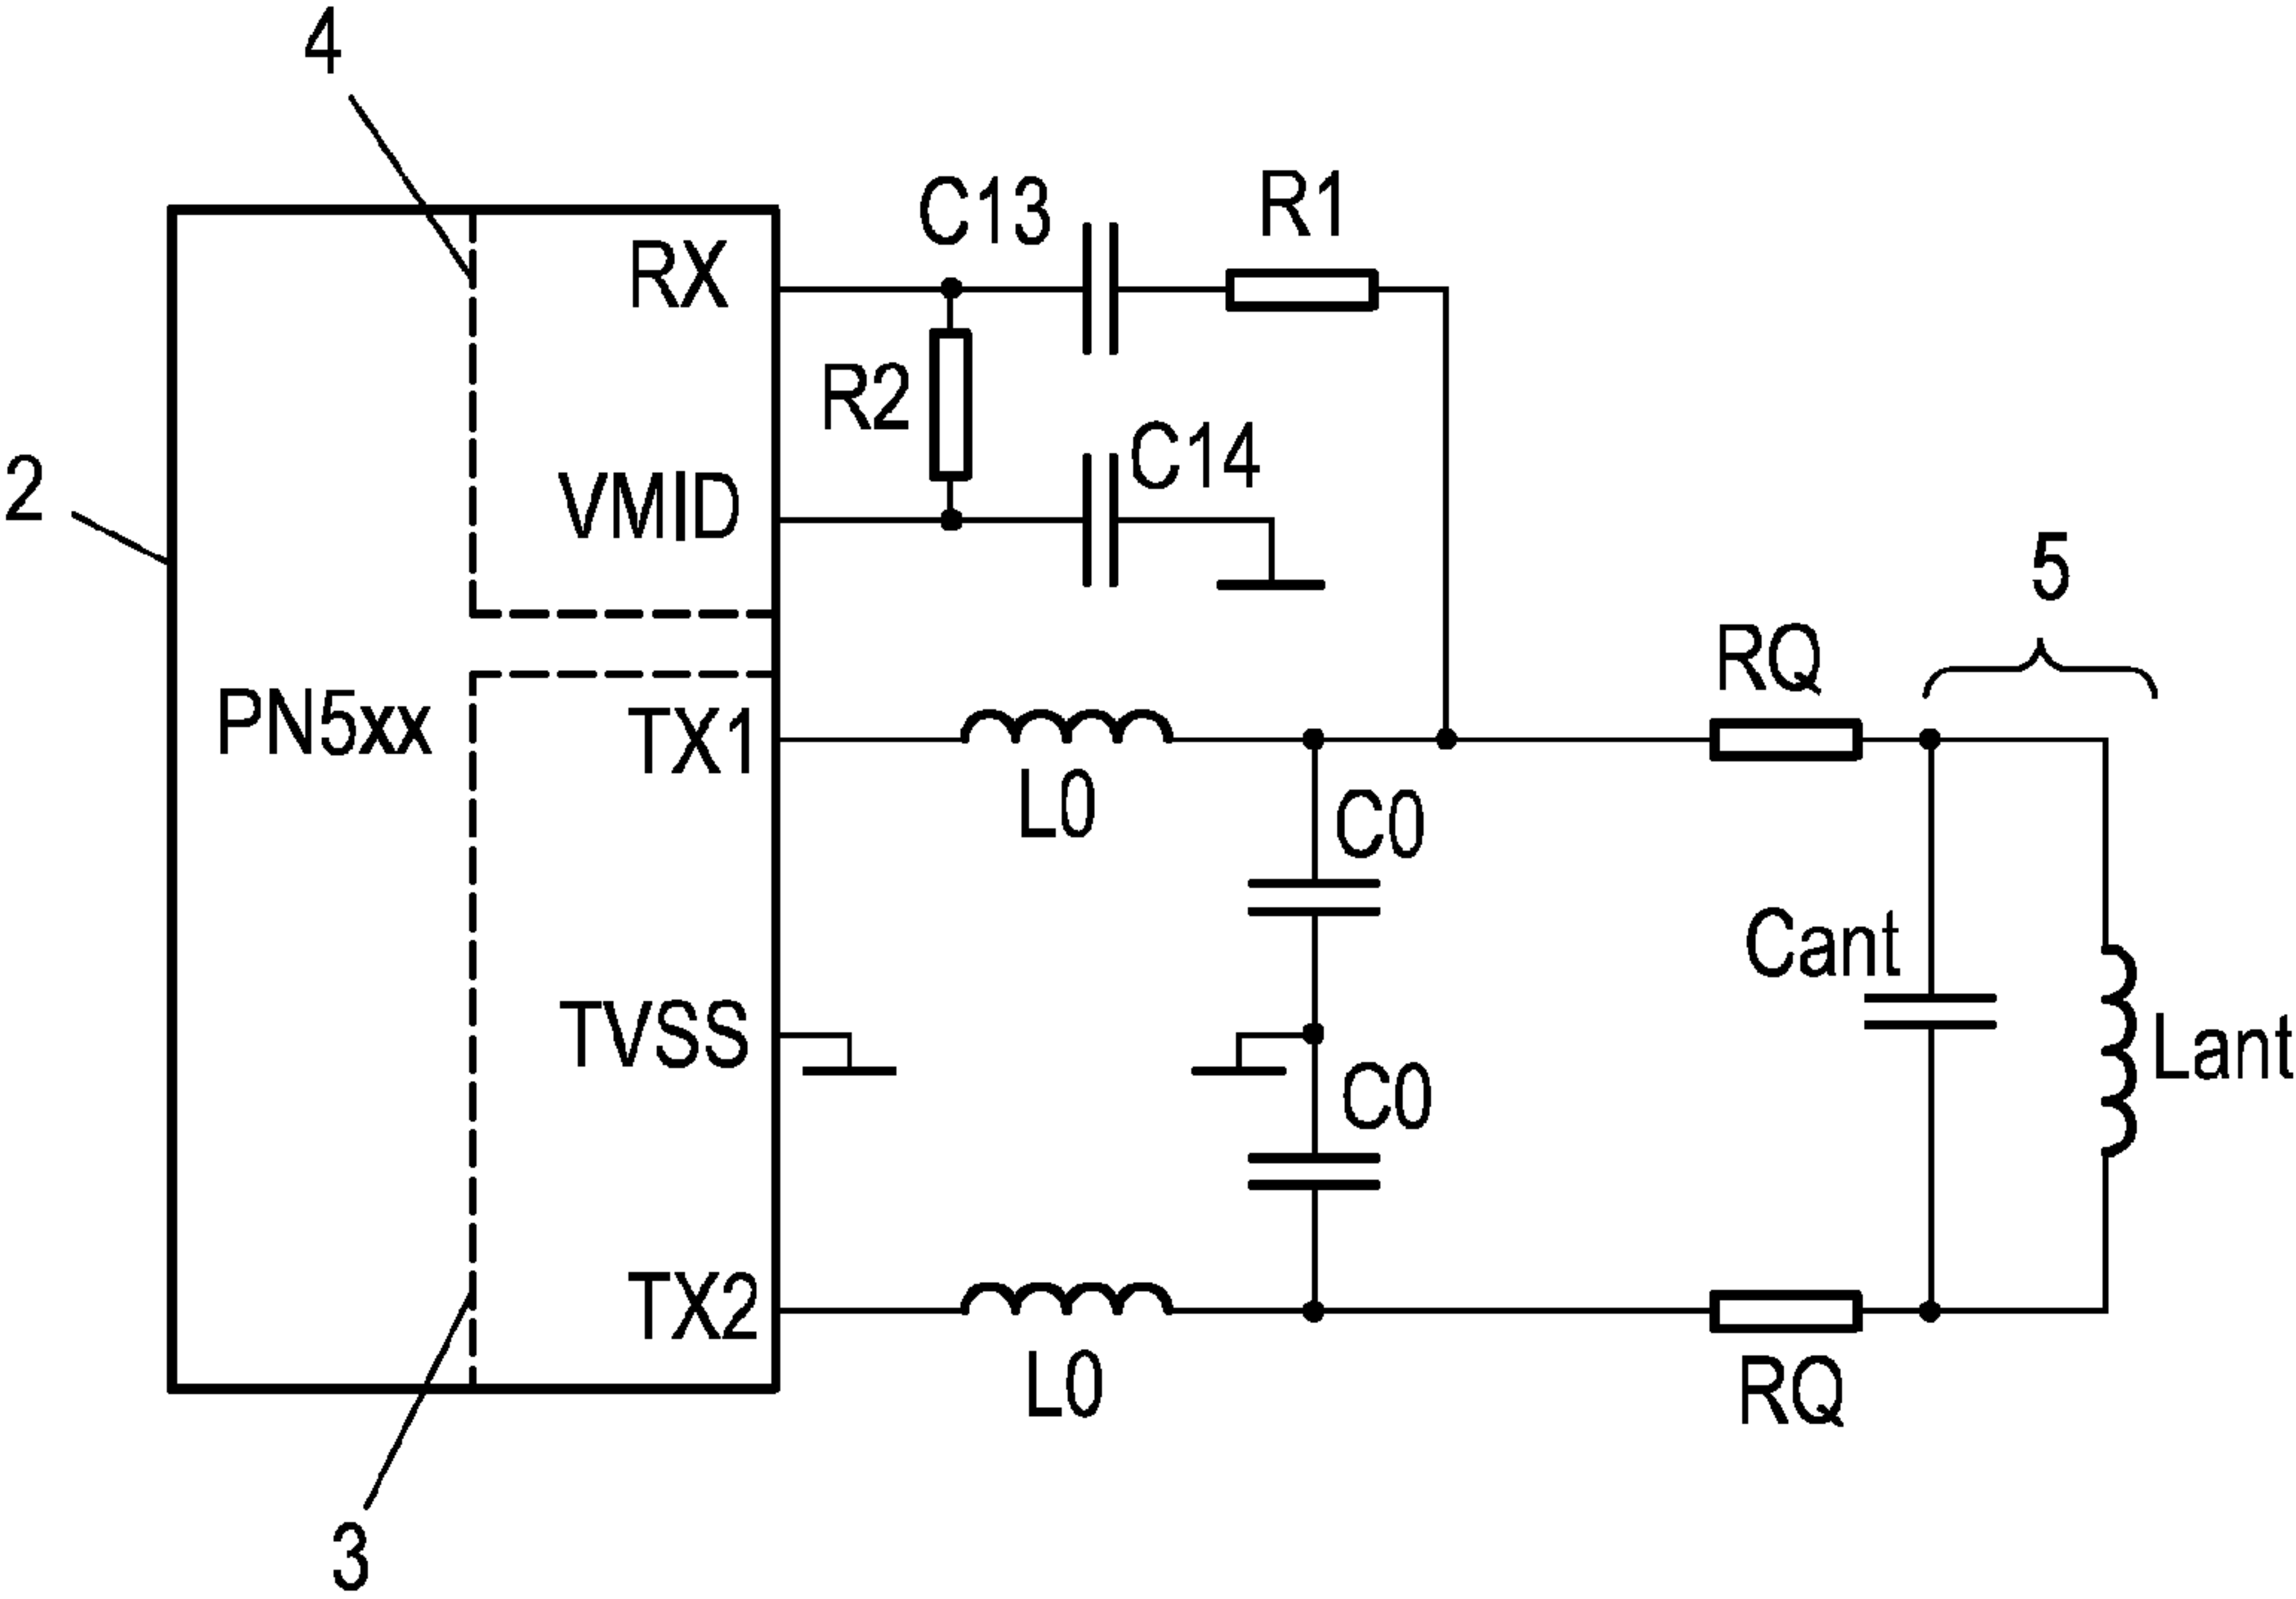 4
C13
R1
RX
R2
C14
VMID
2
5
RQ
PN5xx
TX1
L0
C0
Cant
TVSS
Lant
C0
TX2
L0
RQ
3